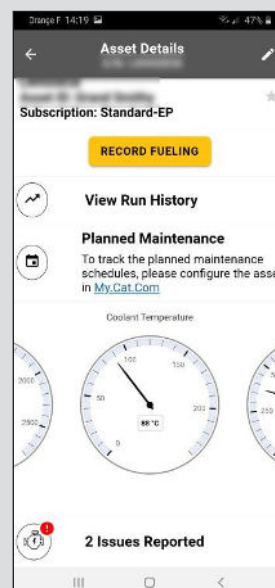 Orange F 14:19 47%
Asset Details
Subscription: Standard-EP
RECORD FUELING
View Run History
Planned Maintenance
To track the planned maintenance
schedules, please configure the asse
in My.Cat.Com
Coolant Temperature
0
50
100
150
200
88 °C
2000
2500
250
!
2 Issues Reported